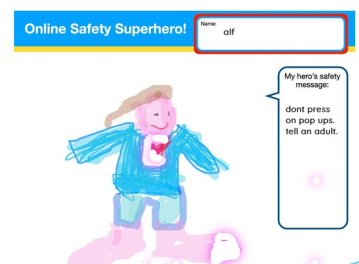 Online Safety Superhero!
Name:
alf
My hero's safety
message:
dont press
on pop ups.
tell an adult.